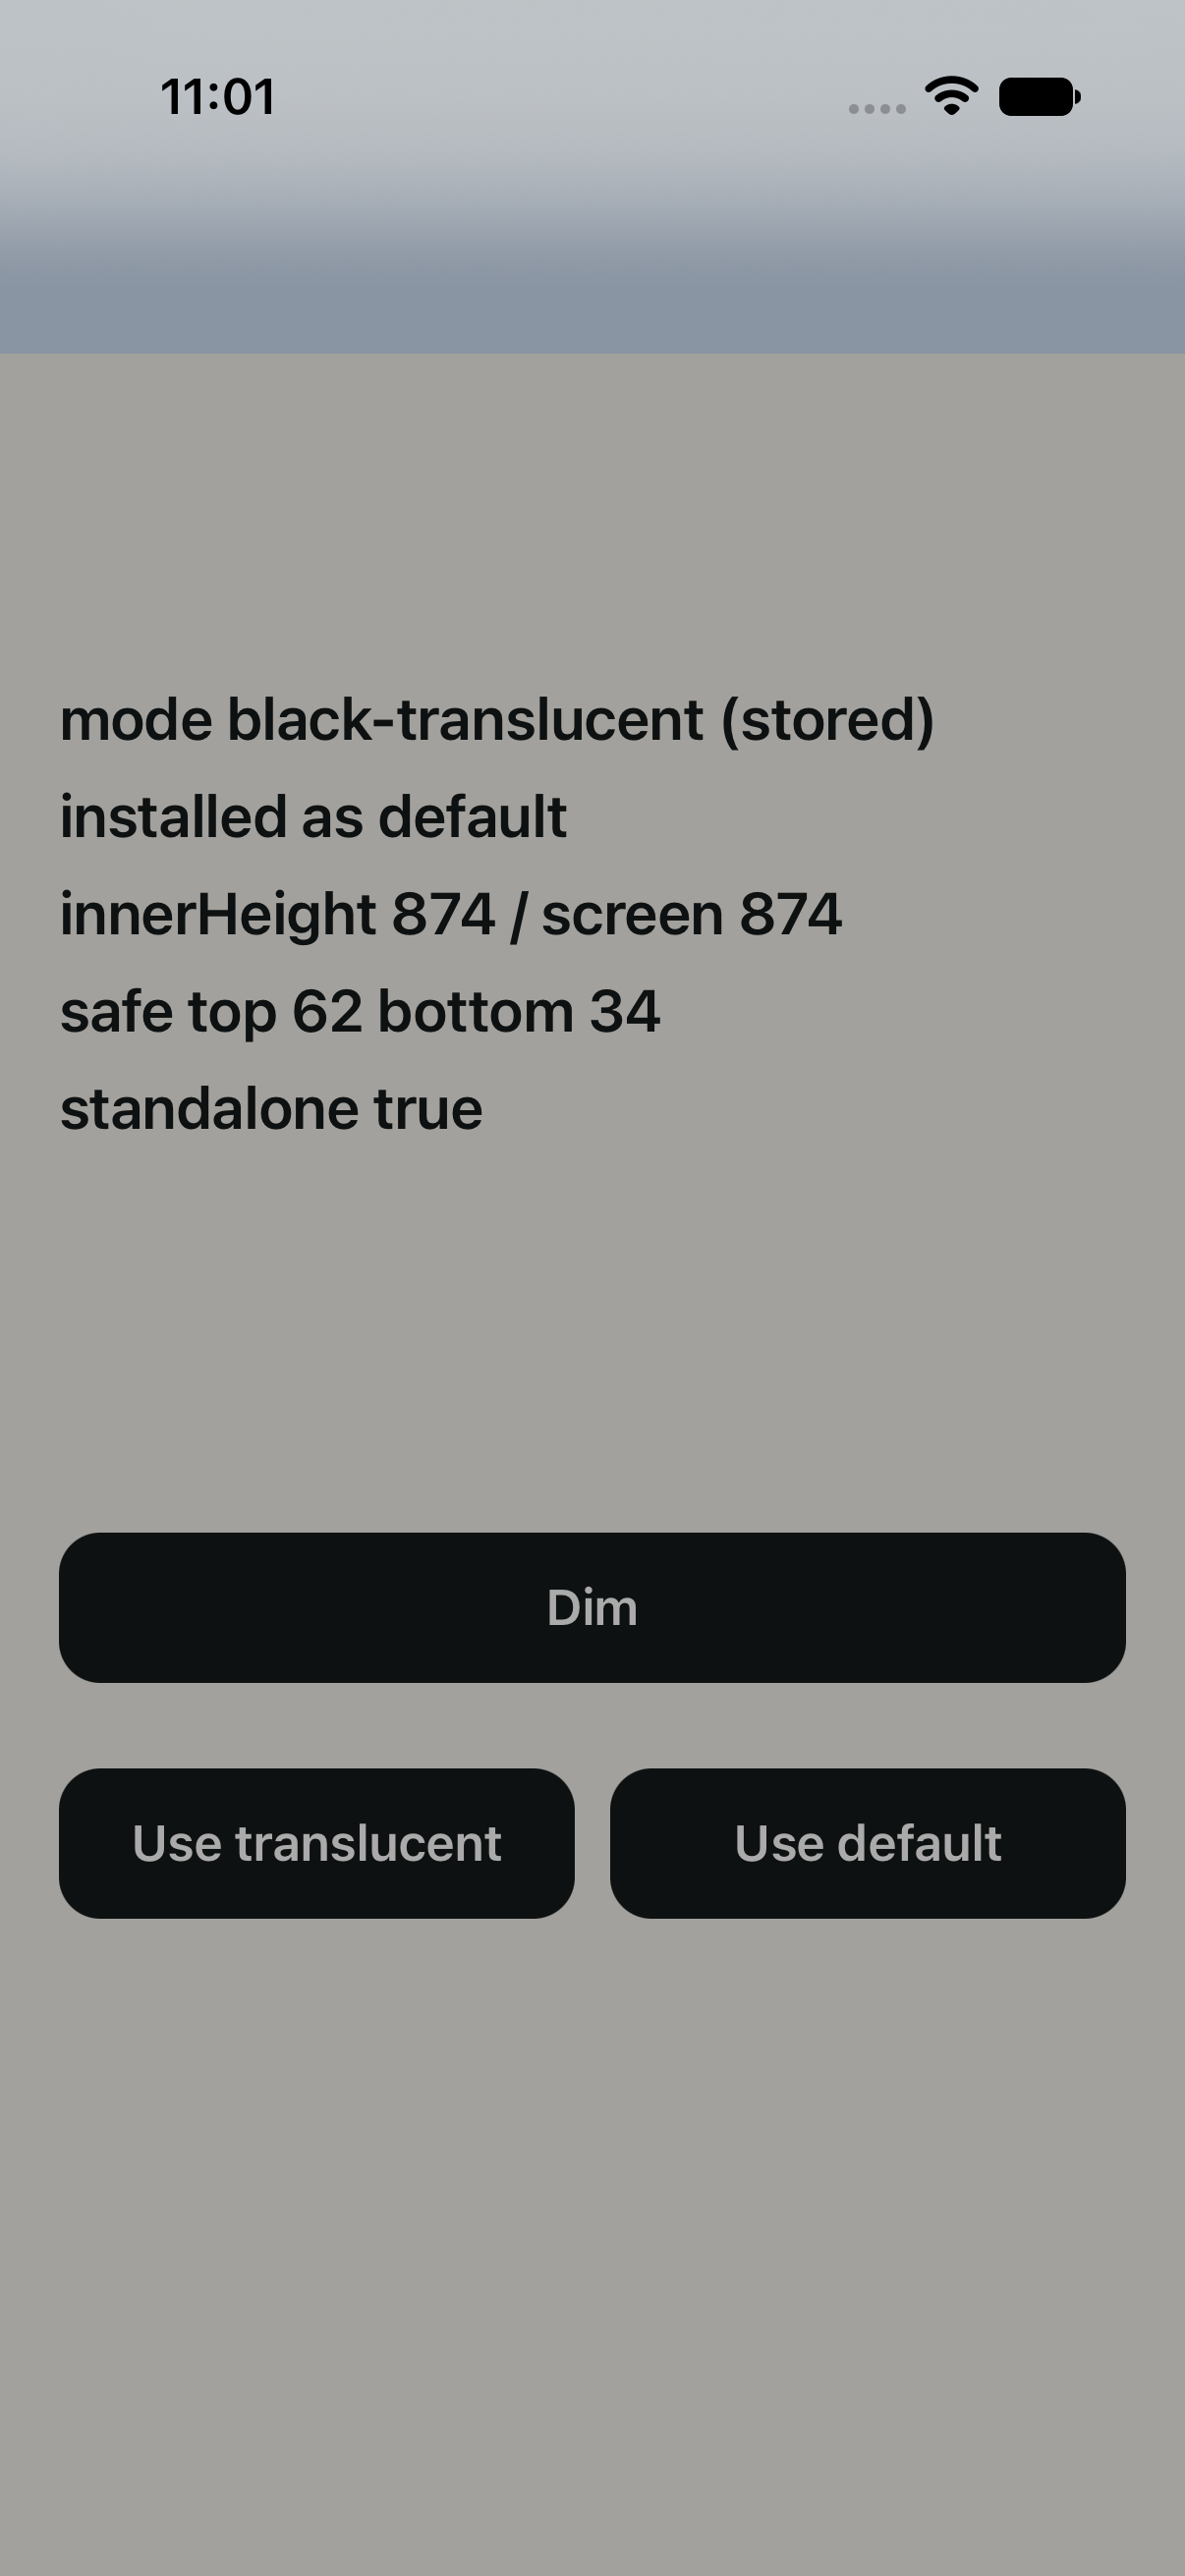 11:01
mode black-translucent (stored)
installed as default
innerHeight 874 / screen 874
safe top 62 bottom 34
standalone true
Dim
Use translucent
Use default